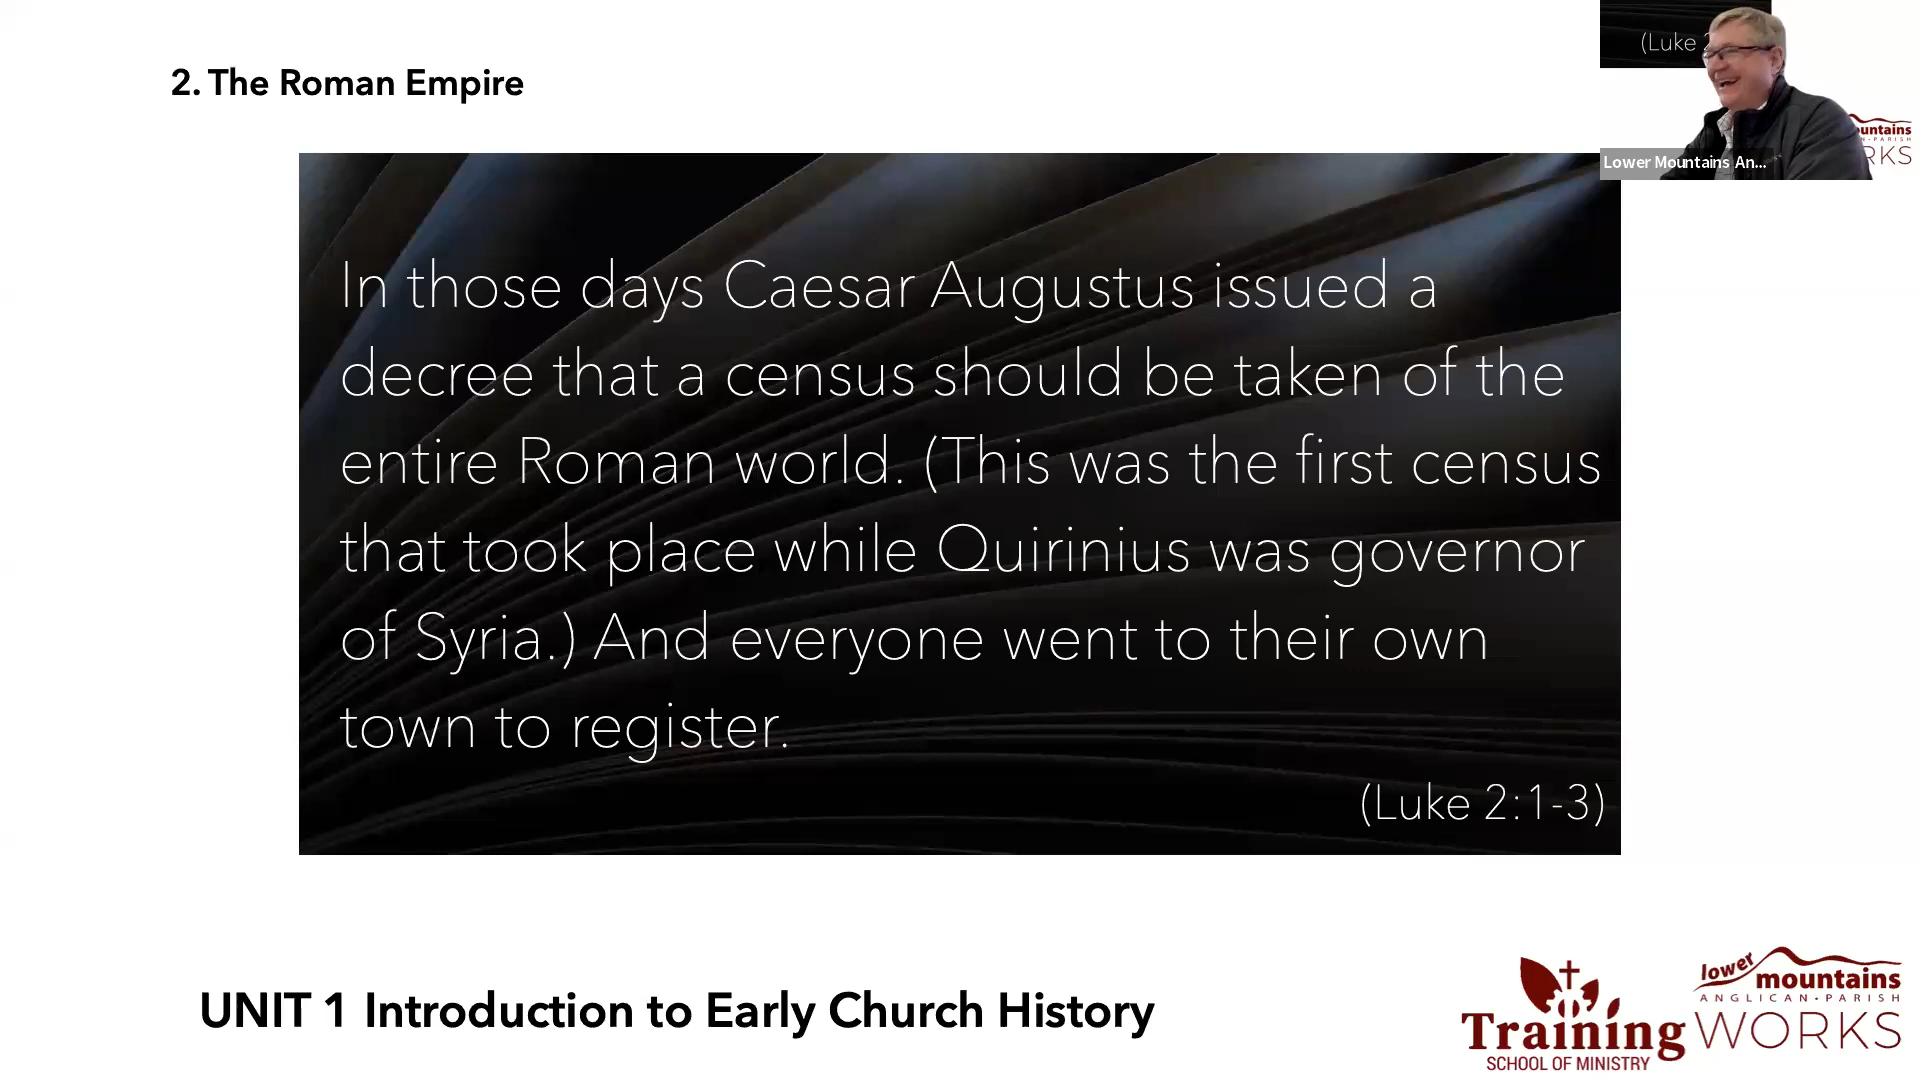 2. The Roman Empire
(Luke 2
untains
N•PARISH
RKS
Lower Mountains An...
In those days Caesar Augustus issued a
decree that a census should be taken of the
entire Roman world. (This was the first census
that took place while Quirinius was governor
of Syria.) And everyone went to their own
town to register.
(Luke 2:1-3)
UNIT 1 Introduction to Early Church History
Training
SCHOOL OF MINISTRY
lower
mountains
ANGLICAN•PARISH
WORKS